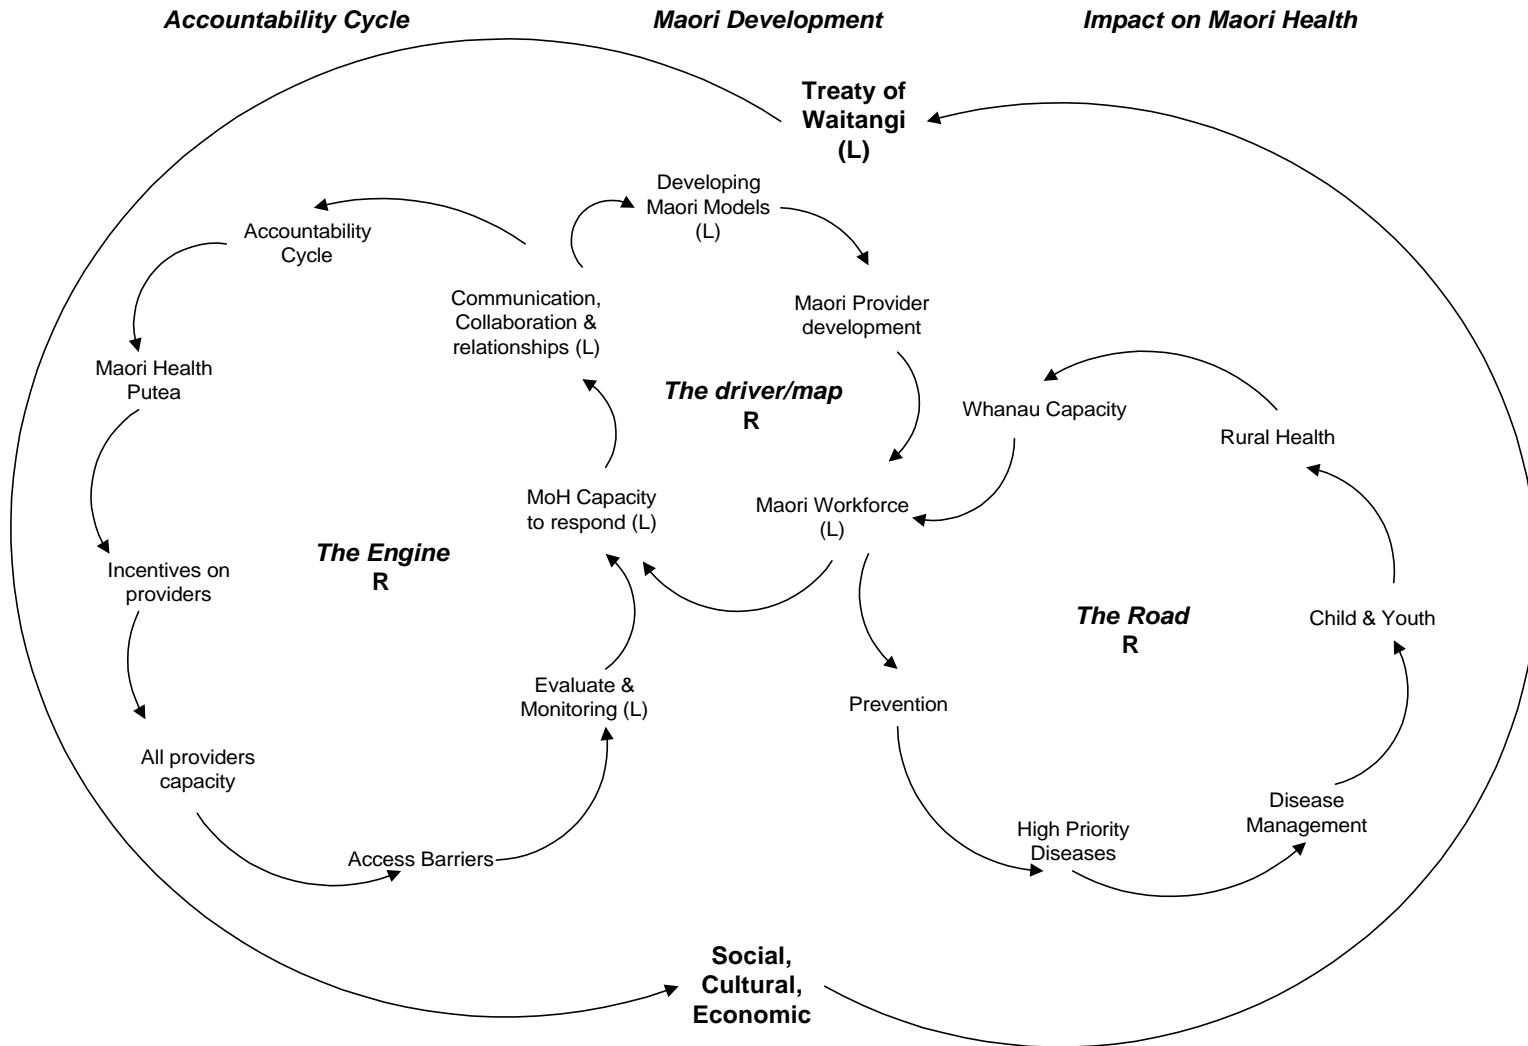 Accountability Cycle
Maori Development
Impact on Maori Health
Treaty of
Waitangi
(L)
Developing
Maori Models
(L)
Accountability
Cycle
Communication,
Collaboration &
relationships (L)
Maori Provider
development
Maori Health
Putea
The driver/map
R
Whanau Capacity
Rural Health
MoH Capacity
to respond (L)
Maori Workforce
(L)
The Engine
R
Incentives on
providers
The Road
R
Child & Youth
Evaluate &
Monitoring (L)
Prevention
All providers
capacity
Access Barriers
High Priority
Diseases
Disease
Management
Social,
Cultural,
Economic